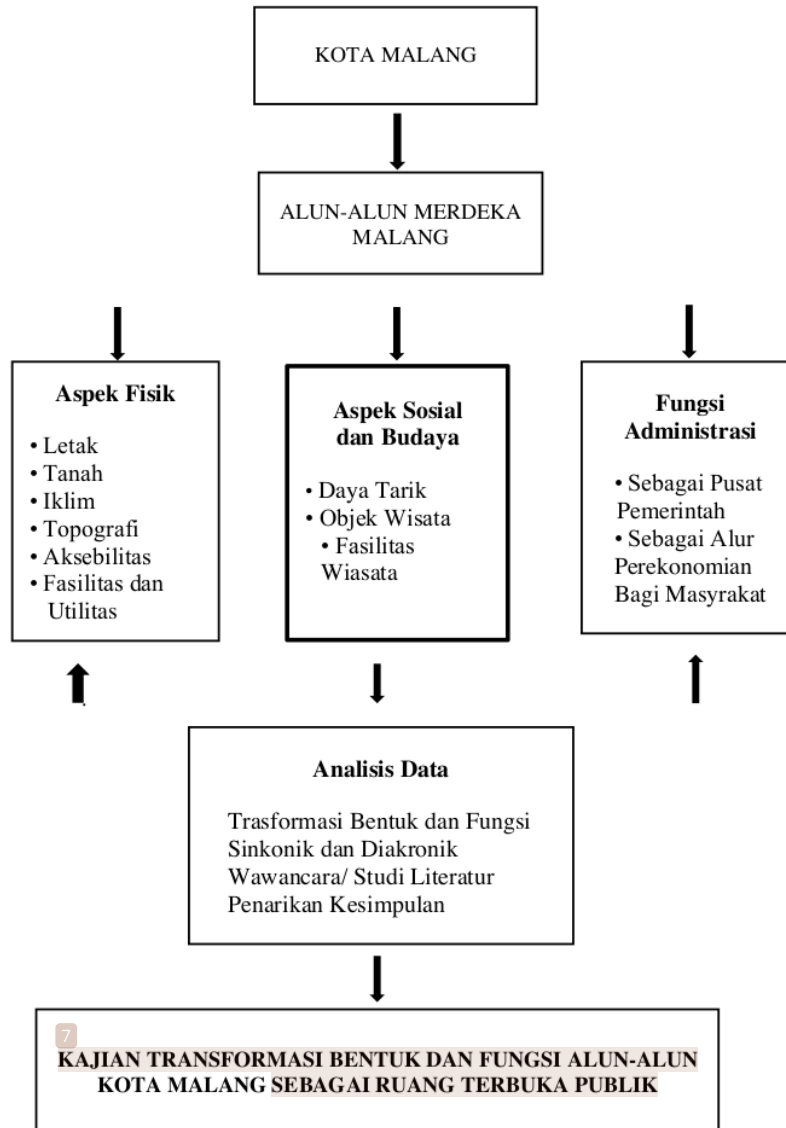 KOTA MALANG
ALUN-ALUN MERDEKA
MALANG
Aspek Fisik
• Letak
• Tanah
• Iklim
• Topografi
• Aksebilitas
• Fasilitas dan
Utilitas
Aspek Sosial
dan Budaya
• Daya Tarik
• Objek Wisata
• Fasilitas
Wiasata
Fungsi
Administrasi
• Sebagai Pusat
Pemerintah
• Sebagai Alur
Perekonomian
Bagi Masyrakat
Analisis Data
Trasformasi Bentuk dan Fungsi
Sinkonik dan Diakronik
Wawancara/ Studi Literatur
Penarikan Kesimpulan
7
KAJIAN TRANSFORMASI BENTUK DAN FUNGSI ALUN-ALUN
KOTA MALANG SEBAGAI RUANG TERBUKA PUBLIK